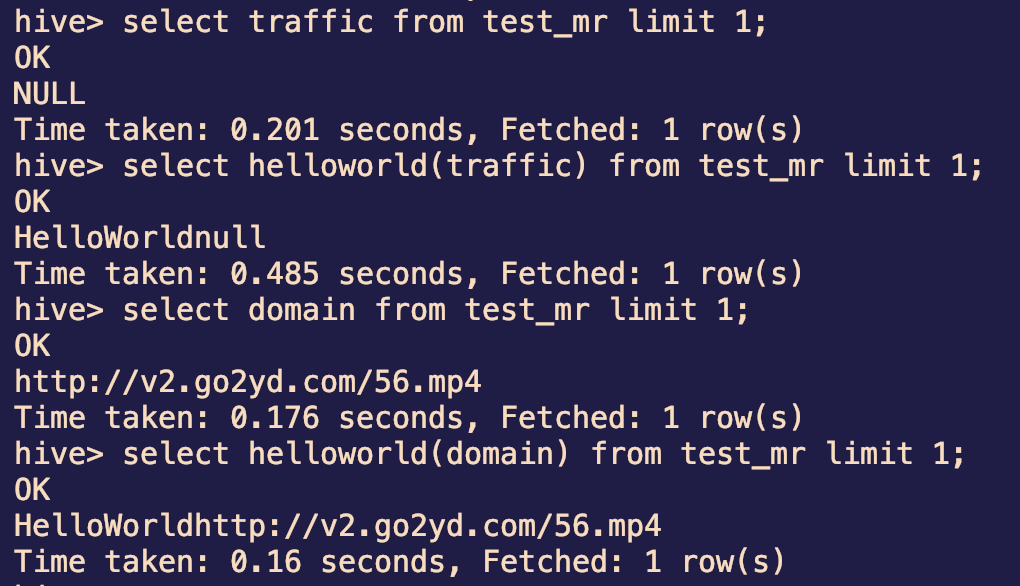 hive> select traffic from test_mr limit 1;
OK
NULL
Time taken: 0.201 seconds, Fetched: 1 row(s)
hive> select helloworld(traffic) from test_mr limit 1;
OK
HelloWorldnull
Time taken: 0.485 seconds, Fetched: 1 row(s)
hive> select domain from test_mr limit 1;
OK
http://v2.go2yd.com/56.mp4
Time taken: 0.176 seconds, Fetched: 1 row(s)
hive> select helloworld(domain) from test_mr limit 1;
OK
HelloWorldhttp://v2.go2yd.com/56.mp4
Time taken: 0.16 seconds, Fetched: 1 row(s)